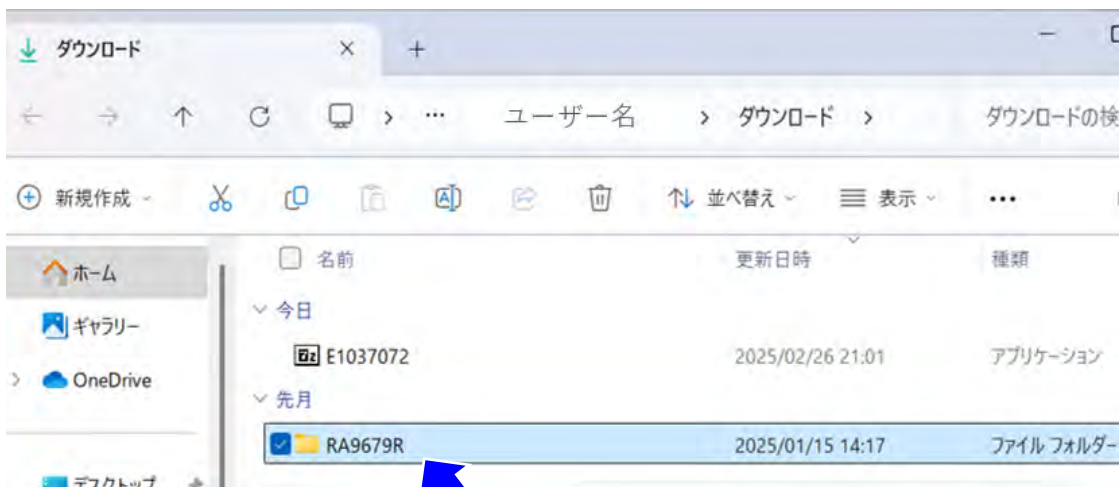 ダウンロード
ユーザー名 > ダウンロード > ダウンロードの検
新規作成 並べ替え 表示
ホーム
ギャラリー
OneDrive
デスクトップ
名前 更新日時 種類
今日
E1037072 2025/02/26 21:01 アプリケーション
先月
RA9679R 2025/01/15 14:17 ファイル フォルダー